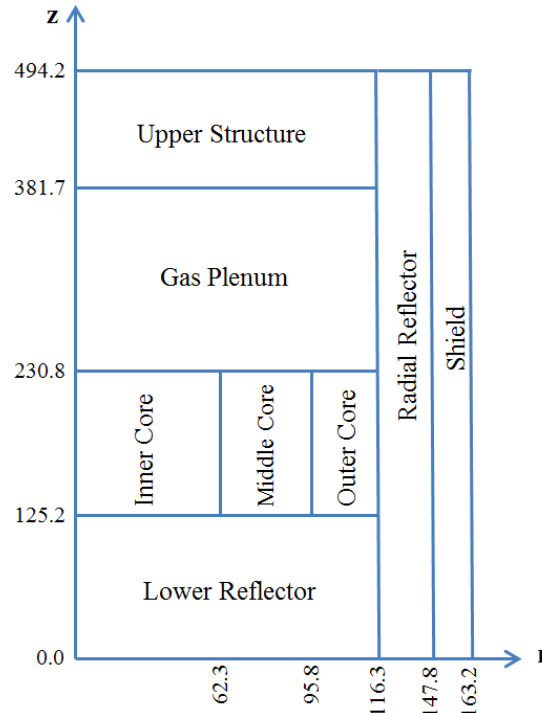 z
494.2
Upper Structure
381.7
Gas Plenum
230.8
Inner Core
Middle Core
Outer Core
Radial Reflector
Shield
125.2
Lower Reflector
0.0
62.3
95.8
116.3
147.8
163.2